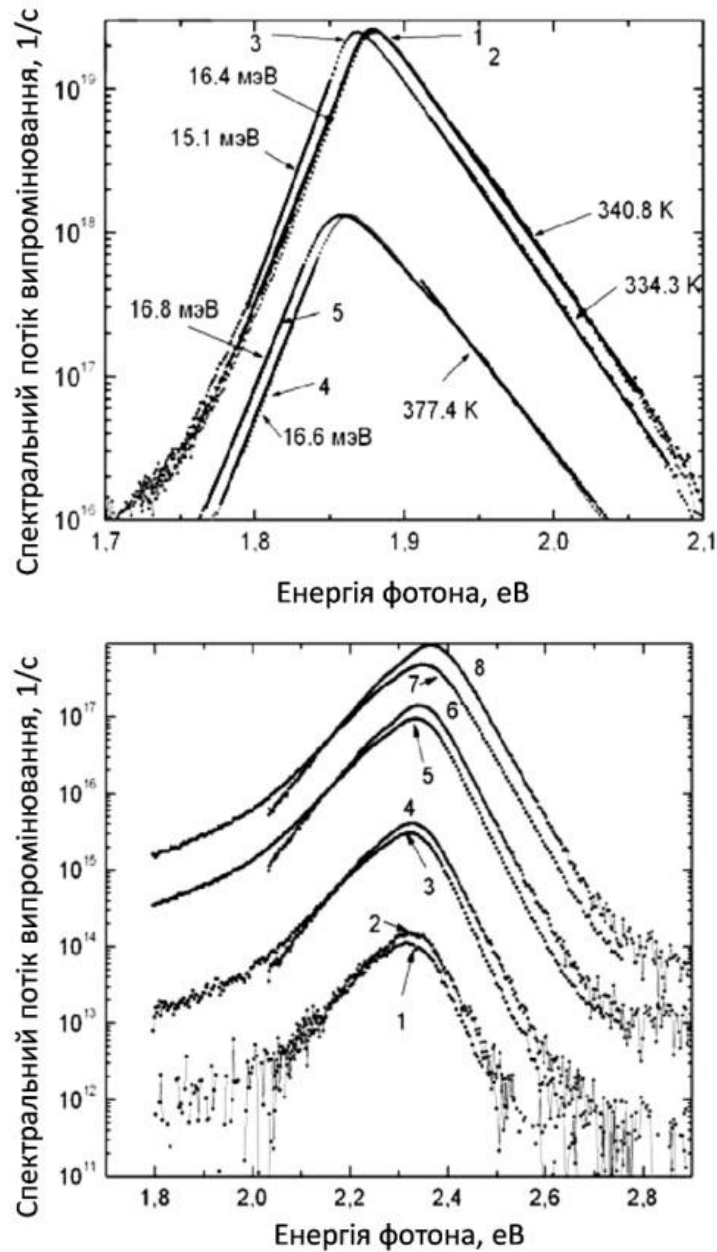 Спектральний потік випромінювання, 1/с
10¹⁹
10¹⁸
10¹⁷
10¹⁶
3
1
2
16.4 мэВ
15.1 мэВ
340.8 K
334.3 K
16.8 мэВ
5
4
377.4 K
16.6 мэВ
1,7 1,8 1,9 2,0 2,1
Енергія фотона, еВ
Спектральний потік випромінювання, 1/с
10¹⁷
10¹⁶
10¹⁵
10¹⁴
10¹³
10¹²
10¹¹
8
7
6
5
4
3
2
1
1,8 2,0 2,2 2,4 2,6 2,8
Енергія фотона, еВ